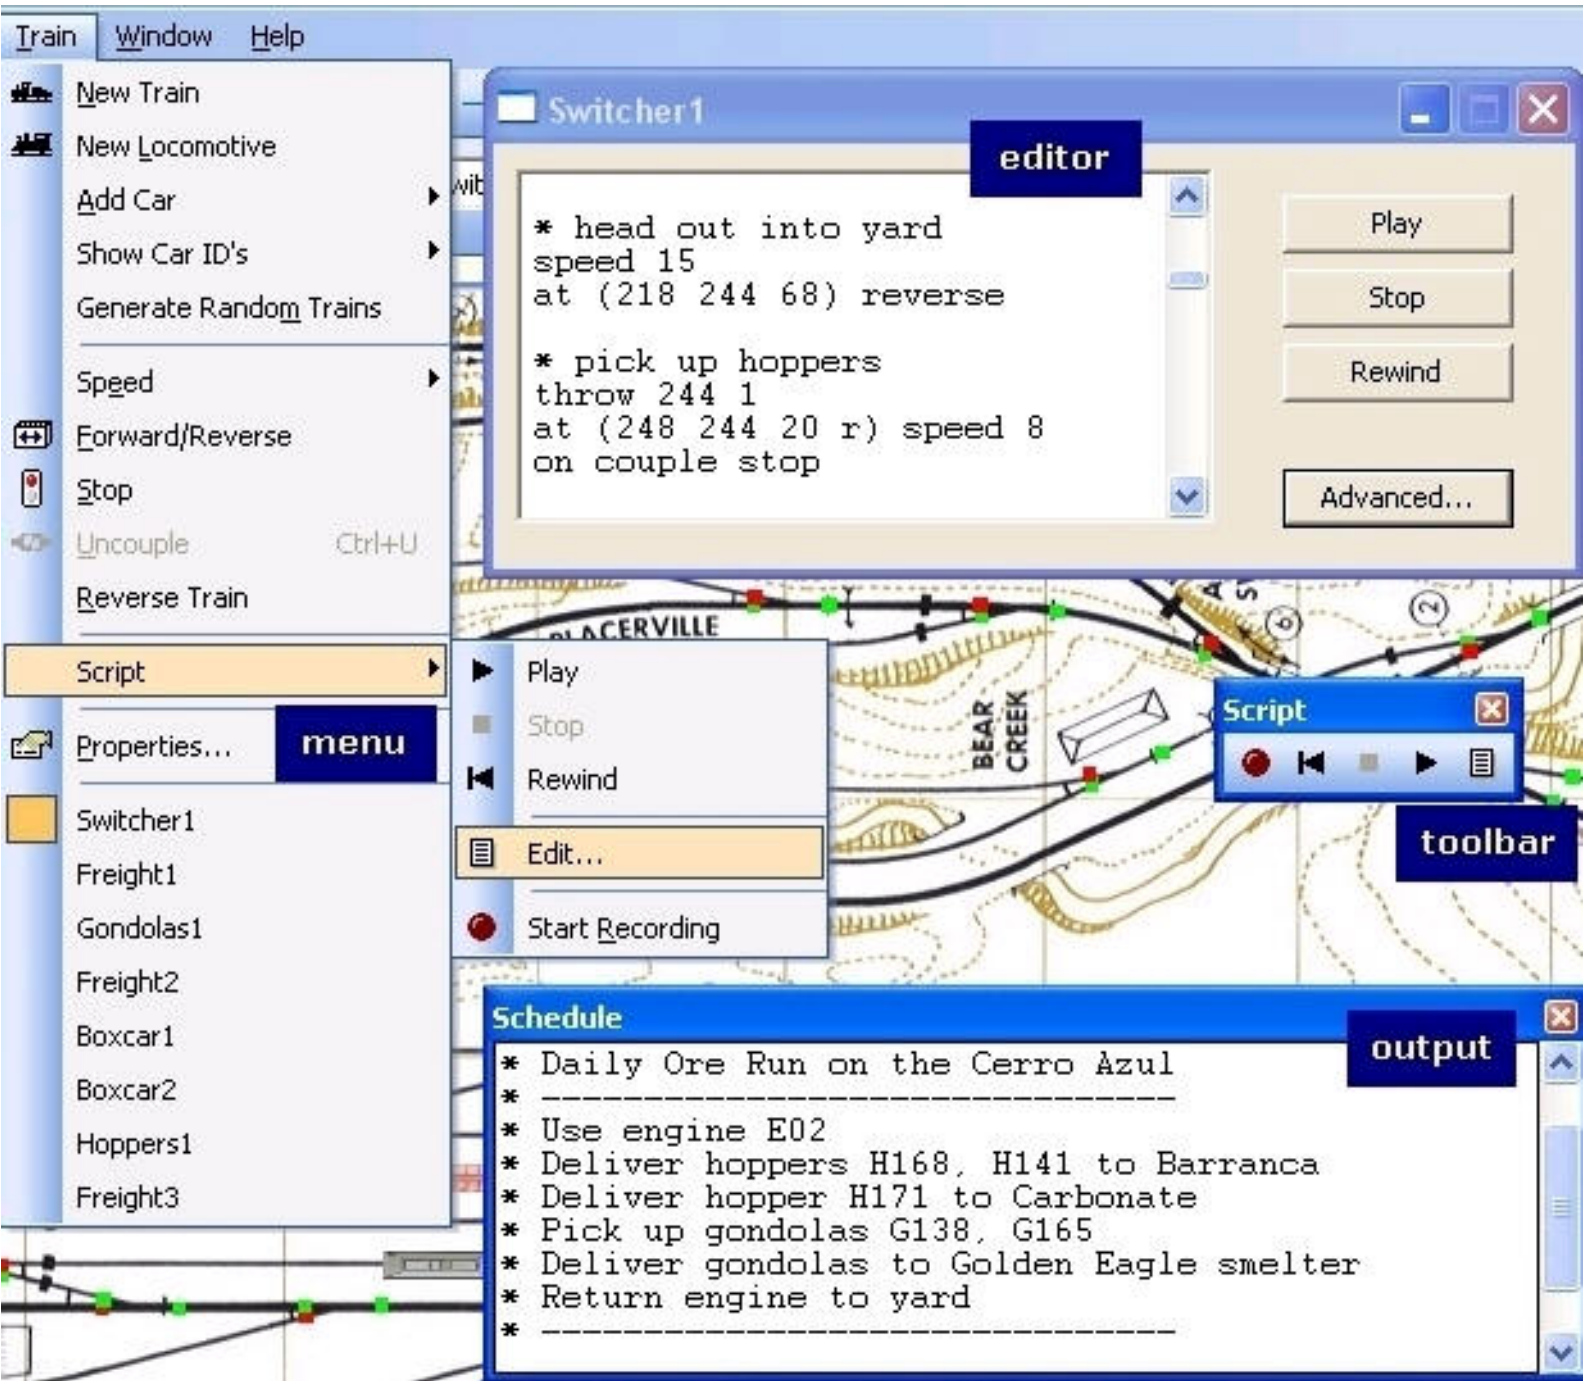 Train Window Help
New Train
New Locomotive
Add Car
Show Car ID's
Generate Random Trains
Speed
Forward/Reverse
Stop
Uncouple Ctrl+U
Reverse Train
Script
Properties...
menu
Switcher1
Freight1
Gondolas1
Freight2
Boxcar1
Boxcar2
Hoppers1
Freight3
Play
Stop
Rewind
Edit...
Start Recording
Switcher1
editor
* head out into yard
speed 15
at (218 244 68) reverse
* pick up hoppers
throw 244 1
at (248 244 20 r) speed 8
on couple stop
Play
Stop
Rewind
Advanced...
PLACERVILLE
BEAR
CREEK
6
2
Script
toolbar
Schedule
output
* Daily Ore Run on the Cerro Azul
* -------------------------------
* Use engine E02
* Deliver hoppers H168, H141 to Barranca
* Deliver hopper H171 to Carbonate
* Pick up gondolas G138, G165
* Deliver gondolas to Golden Eagle smelter
* Return engine to yard
* -------------------------------